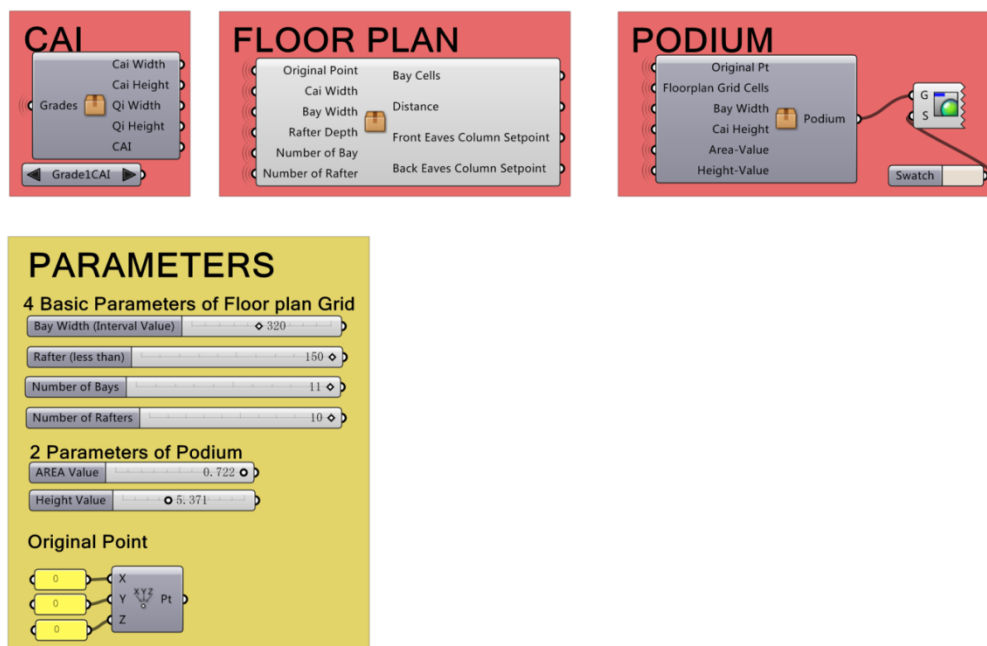 CAI
Grades
Cai Width
Cai Height
Qi Width
Qi Height
CAI
Grade1CAI
FLOOR PLAN
Original Point
Cai Width
Bay Width
Rafter Depth
Number of Bay
Number of Rafter
Bay Cells
Distance
Front Eaves Column Setpoint
Back Eaves Column Setpoint
PODIUM
Original Pt
Floorplan Grid Cells
Bay Width
Cai Height
Area-Value
Height-Value
Podium
G
S
Swatch
PARAMETERS
4 Basic Parameters of Floor plan Grid
Bay Width (Interval Value) 320
Rafter (less than) 150
Number of Bays 11
Number of Rafters 10
2 Parameters of Podium
AREA Value 0.722
Height Value 5.371
Original Point
0
0
0
X
Y
Z
XYZ
Pt